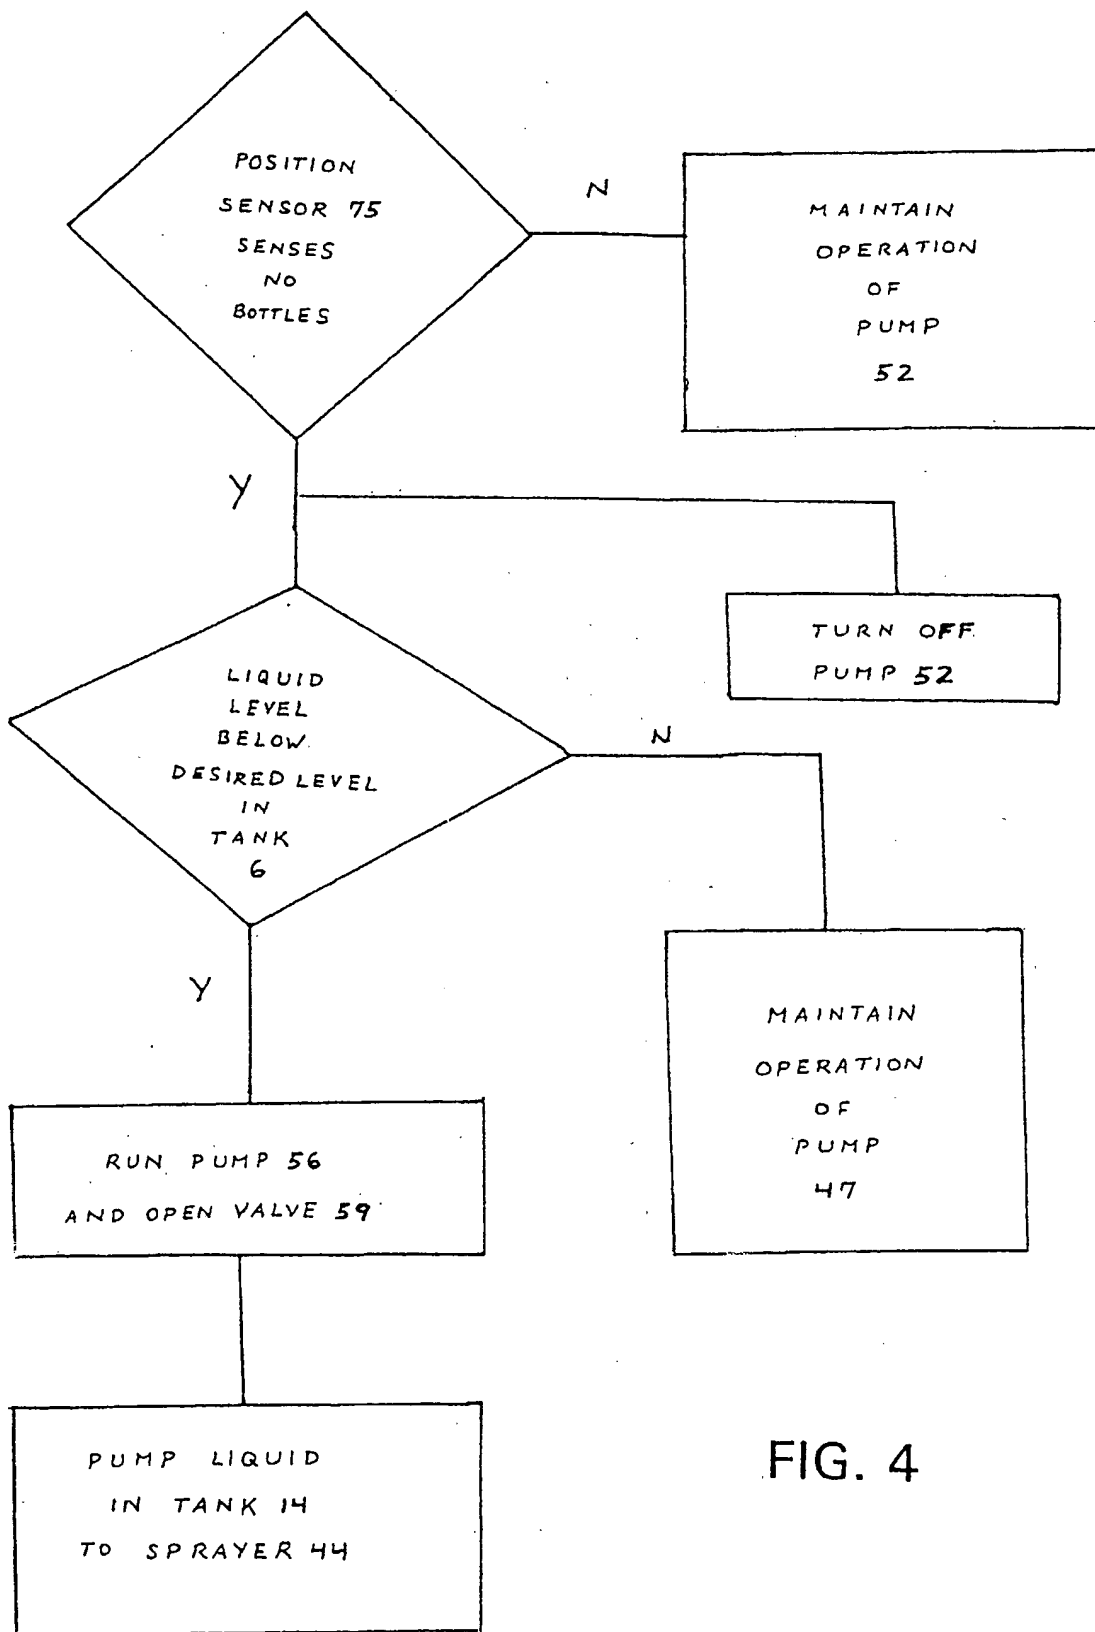 POSITION
SENSOR 75
SENSES
NO
BOTTLES
N
MAINTAIN
OPERATION
OF
PUMP
52
Y
TURN OFF
PUMP 52
LIQUID
LEVEL
BELOW
DESIRED LEVEL
IN
TANK
6
N
MAINTAIN
OPERATION
OF
PUMP
47
Y
RUN PUMP 56
AND OPEN VALVE 59
PUMP LIQUID
IN TANK 14
TO SPRAYER 44
FIG. 4